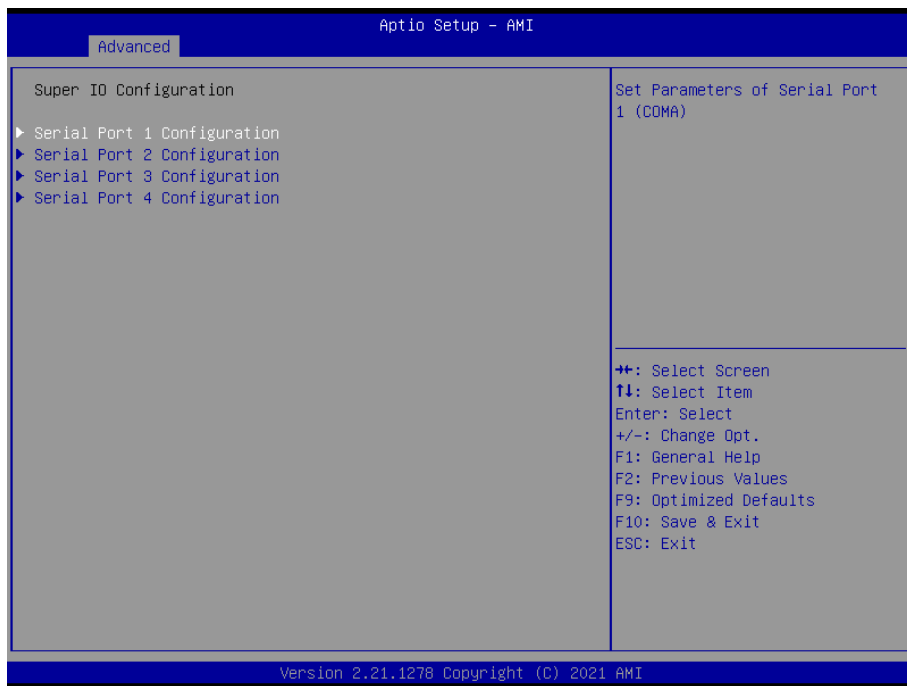 Aptio Setup – AMI
Advanced
Super IO Configuration
▶ Serial Port 1 Configuration
▶ Serial Port 2 Configuration
▶ Serial Port 3 Configuration
▶ Serial Port 4 Configuration
Set Parameters of Serial Port
1 (COMA)
→←: Select Screen
↑↓: Select Item
Enter: Select
+/-: Change Opt.
F1: General Help
F2: Previous Values
F9: Optimized Defaults
F10: Save & Exit
ESC: Exit
Version 2.21.1278 Copyright (C) 2021 AMI